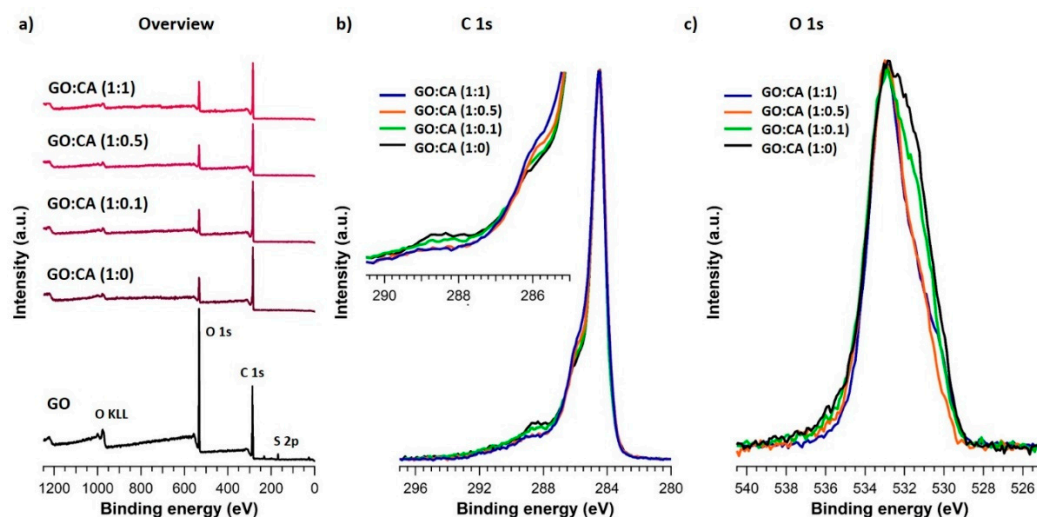 a) Overview
GO:CA (1:1)
GO:CA (1:0.5)
GO:CA (1:0.1)
GO:CA (1:0)
GO
O KLL
O 1s
C 1s
S 2p
Intensity (a.u.)
1200 1000 800 600 400 200 0
Binding energy (eV)
b) C 1s
GO:CA (1:1)
GO:CA (1:0.5)
GO:CA (1:0.1)
GO:CA (1:0)
290 288 286
Intensity (a.u.)
296 292 288 284 280
Binding energy (eV)
c) O 1s
GO:CA (1:1)
GO:CA (1:0.5)
GO:CA (1:0.1)
GO:CA (1:0)
Intensity (a.u.)
540 538 536 534 532 530 528 526
Binding energy (eV)